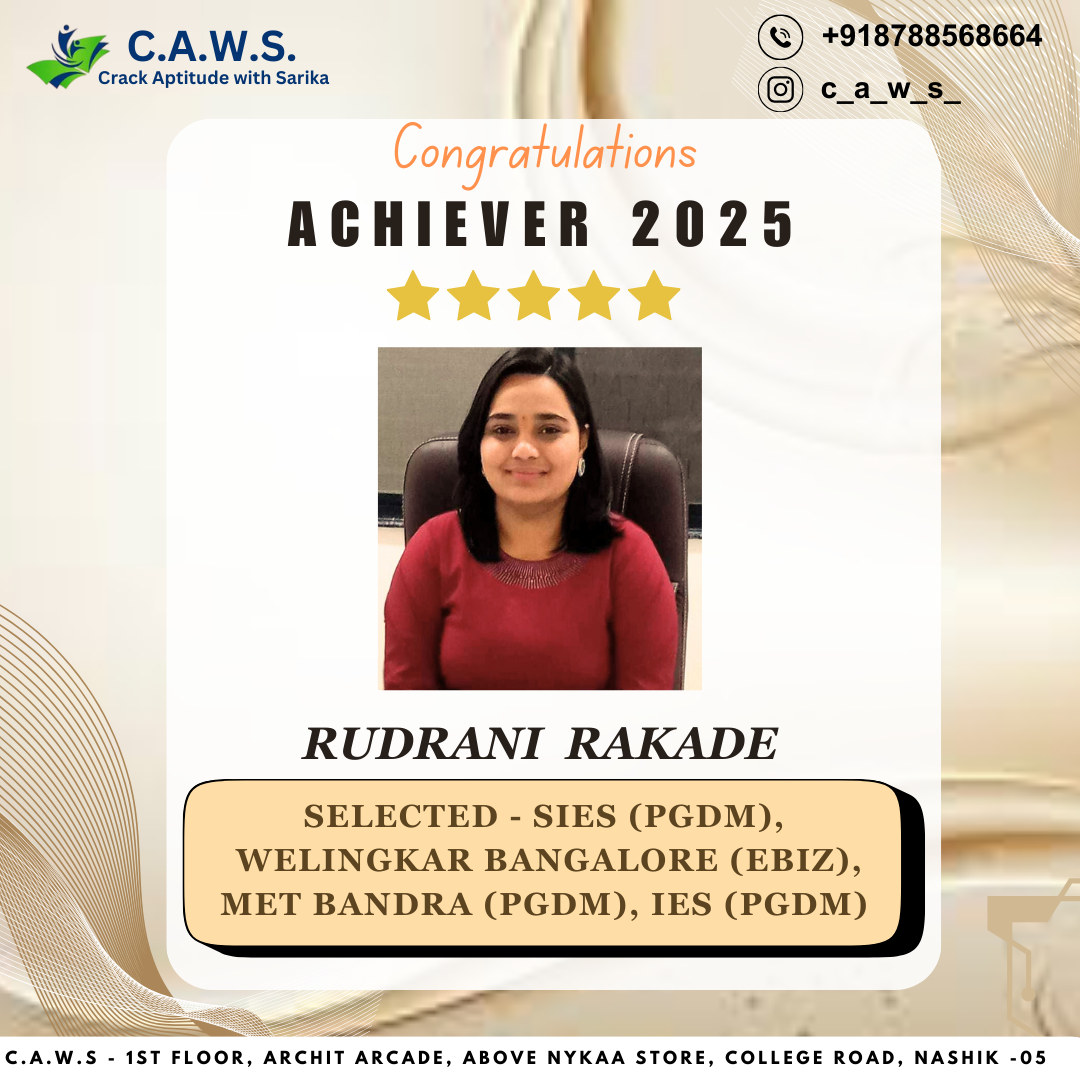 C.A.W.S.
Crack Aptitude with Sarika
+918788568664
c_a_w_s_
Congratulations
ACHIEVER 2025
RUDRANI RAKADE
SELECTED - SIES (PGDM),
WELINGKAR BANGALORE (EBIZ),
MET BANDRA (PGDM), IES (PGDM)
C.A.W.S - 1ST FLOOR, ARCHIT ARCADE, ABOVE NYKAA STORE, COLLEGE ROAD, NASHIK -05